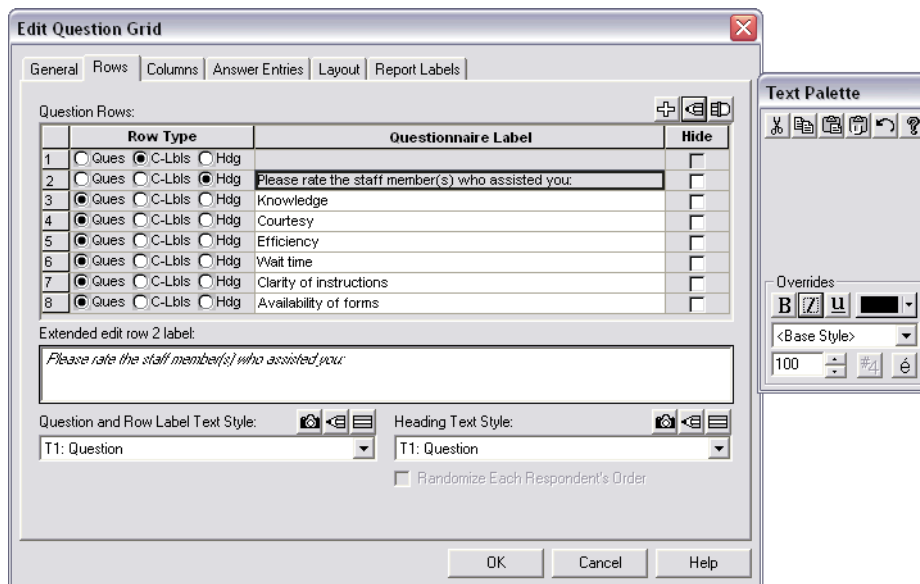 Edit Question Grid
General Rows Columns Answer Entries Layout Report Labels
Question Rows:
Row Type Questionnaire Label Hide
1 Ques C-Lbls Hdg
2 Ques C-Lbls Hdg Please rate the staff member(s) who assisted you:
3 Ques C-Lbls Hdg Knowledge
4 Ques C-Lbls Hdg Courtesy
5 Ques C-Lbls Hdg Efficiency
6 Ques C-Lbls Hdg Wait time
7 Ques C-Lbls Hdg Clarity of instructions
8 Ques C-Lbls Hdg Availability of forms
Extended edit row 2 label:
Please rate the staff member(s) who assisted you:
Question and Row Label Text Style: Heading Text Style:
T1: Question T1: Question
Randomize Each Respondent's Order
OK Cancel Help
Text Palette
Overrides
B I U
<Base Style>
100 #4 é